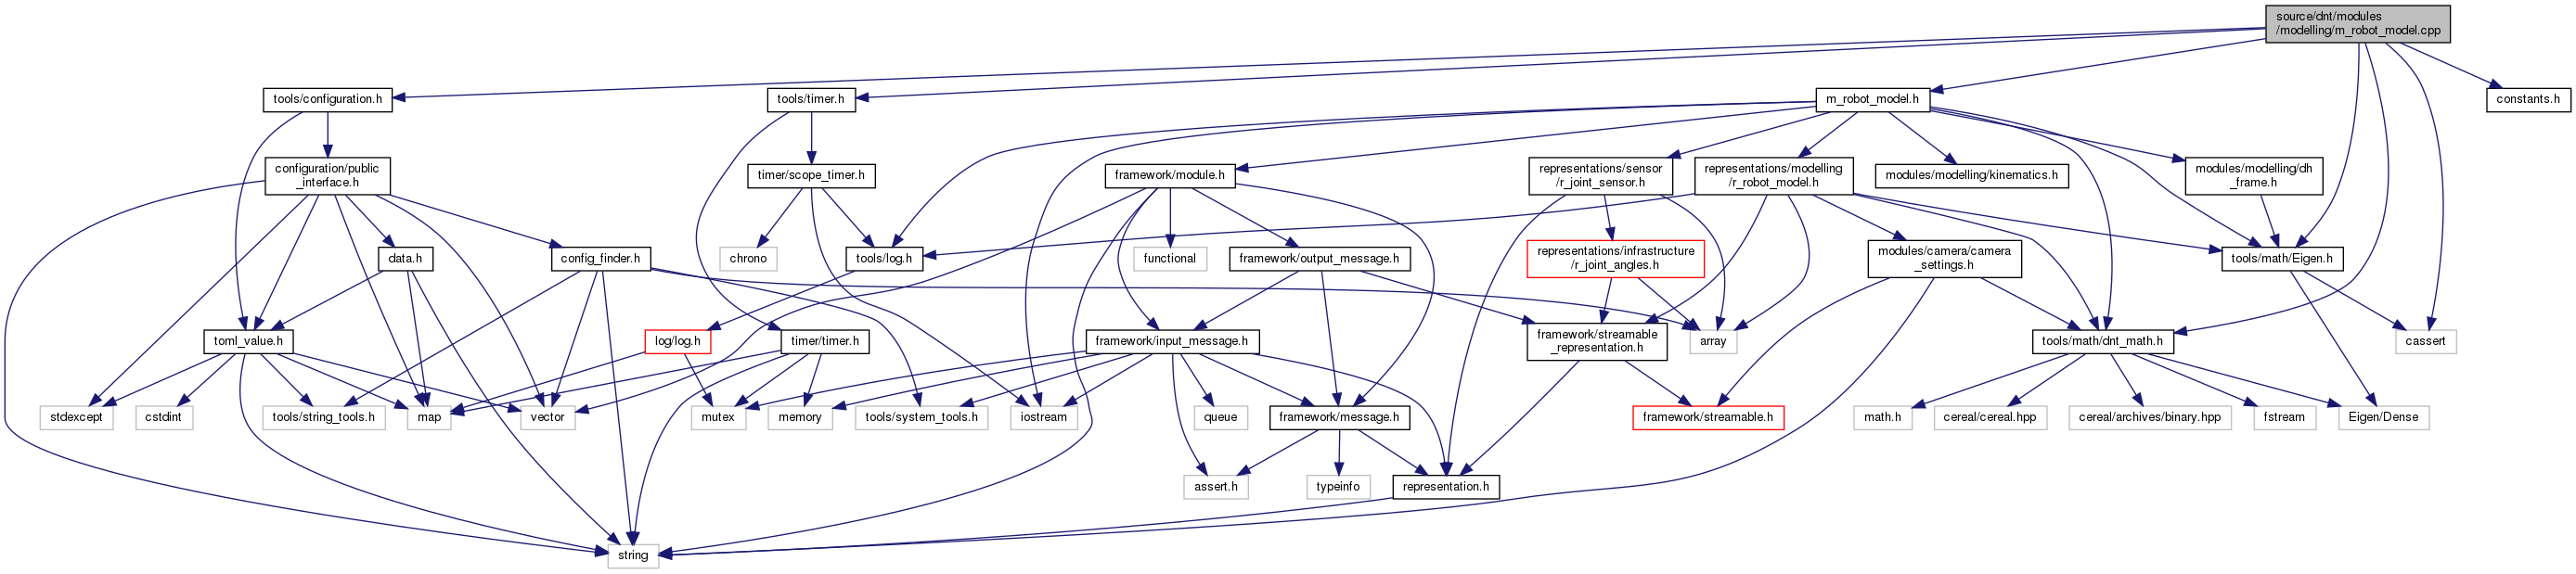 source/dnt/modules
/modelling/m_robot_model.cpp
tools/configuration.h
tools/timer.h
m_robot_model.h
constants.h
configuration/public
_interface.h
timer/scope_timer.h
framework/module.h
representations/sensor
/r_joint_sensor.h
representations/modelling
/r_robot_model.h
modules/modelling/kinematics.h
modules/modelling/dh
_frame.h
data.h
config_finder.h
chrono
tools/log.h
functional
framework/output_message.h
representations/infrastructure
/r_joint_angles.h
modules/camera/camera
_settings.h
tools/math/Eigen.h
toml_value.h
log/log.h
timer/timer.h
framework/input_message.h
framework/streamable
_representation.h
array
tools/math/dnt_math.h
cassert
stdexcept
cstdint
tools/string_tools.h
map
vector
mutex
memory
tools/system_tools.h
iostream
queue
framework/message.h
framework/streamable.h
math.h
cereal/cereal.hpp
cereal/archives/binary.hpp
fstream
Eigen/Dense
assert.h
typeinfo
representation.h
string